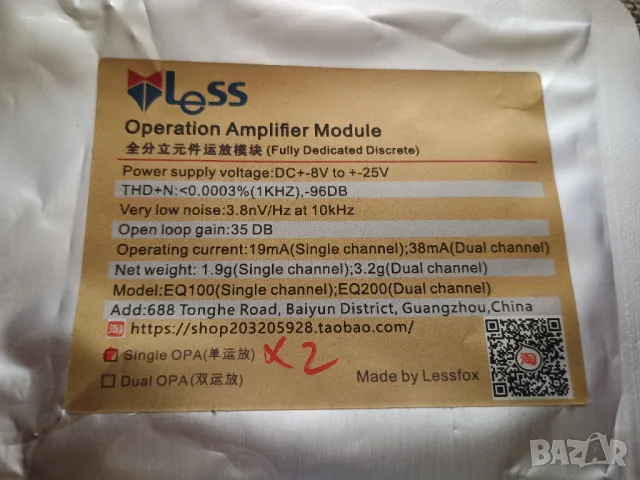 Less
Operation Amplifier Module
全分立元件运放模块 (Fully Dedicated Discrete)
Power supply voltage:DC+-8V to +-25V
THD+N:<0.0003%(1KHZ),-96DB
Very low noise:3.8nV/Hz at 10kHz
Open loop gain:35 DB
Operating current:19mA(Single channel);38mA(Dual channel)
Net weight: 1.9g(Single channel);3.2g(Dual channel)
Model:EQ100(Single channel);EQ200(Dual channel)
Add:688 Tonghe Road, Baiyun District, Guangzhou,China
淘 https://shop203205928.taobao.com/
Single OPA(单运放) x2
Dual OPA(双运放)
Made by Lessfox
淘
BAZAR
bg